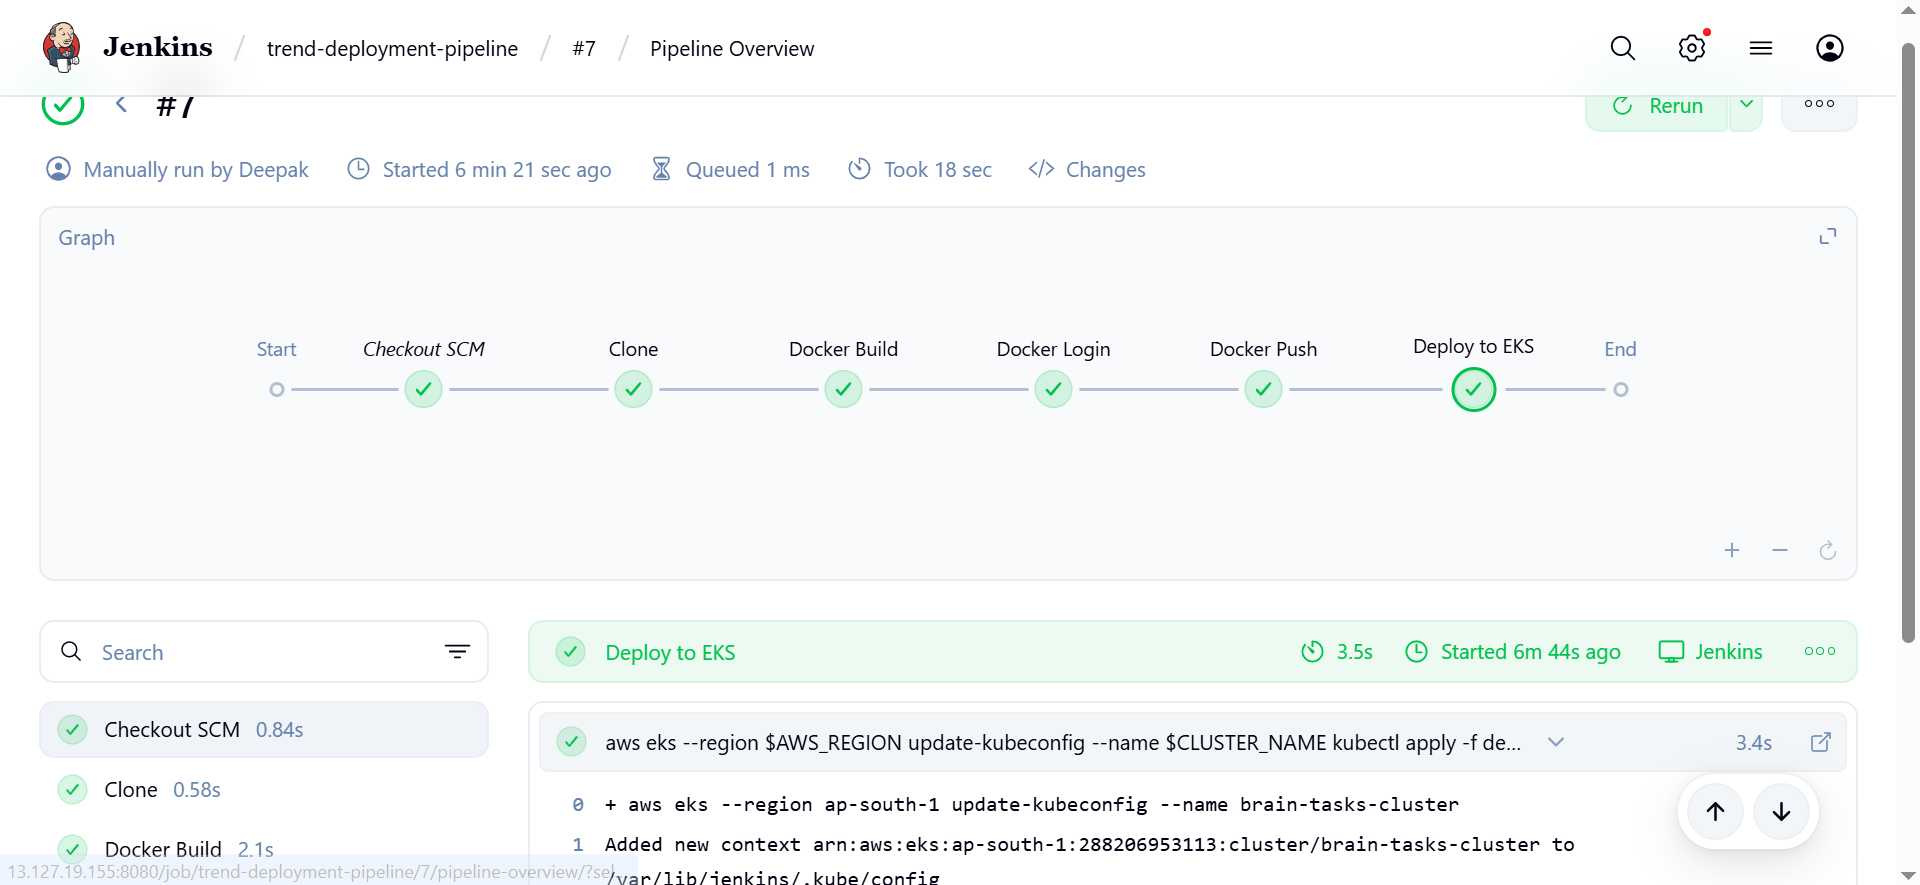 Jenkins / trend-deployment-pipeline / #7 / Pipeline Overview
#7
Rerun
Manually run by Deepak Started 6 min 21 sec ago Queued 1 ms Took 18 sec Changes
Graph
Start Checkout SCM Clone Docker Build Docker Login Docker Push Deploy to EKS End
Search
Deploy to EKS 3.5s Started 6m 44s ago Jenkins
Checkout SCM 0.84s
aws eks --region $AWS_REGION update-kubeconfig --name $CLUSTER_NAME kubectl apply -f de... 3.4s
Clone 0.58s
0 + aws eks --region ap-south-1 update-kubeconfig --name brain-tasks-cluster
Docker Build 2.1s
1 Added new context arn:aws:eks:ap-south-1:288206953113:cluster/brain-tasks-cluster to
/var/lib/jenkins/.kube/config
13.127.19.155:8080/job/trend-deployment-pipeline/7/pipeline-overview/?sel